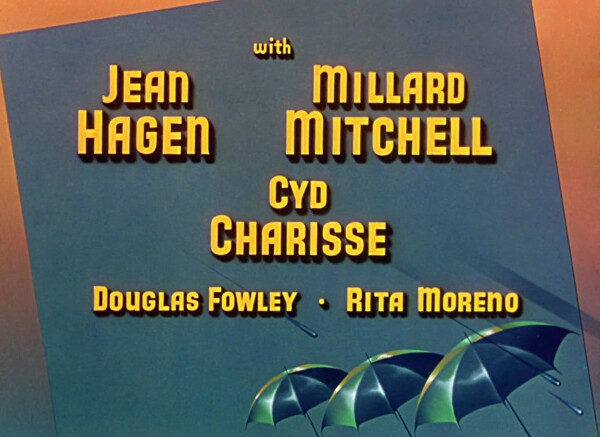 with
Jean Millard
Hagen Mitchell
Cyd
Charisse
Douglas Fowley · Rita Moreno